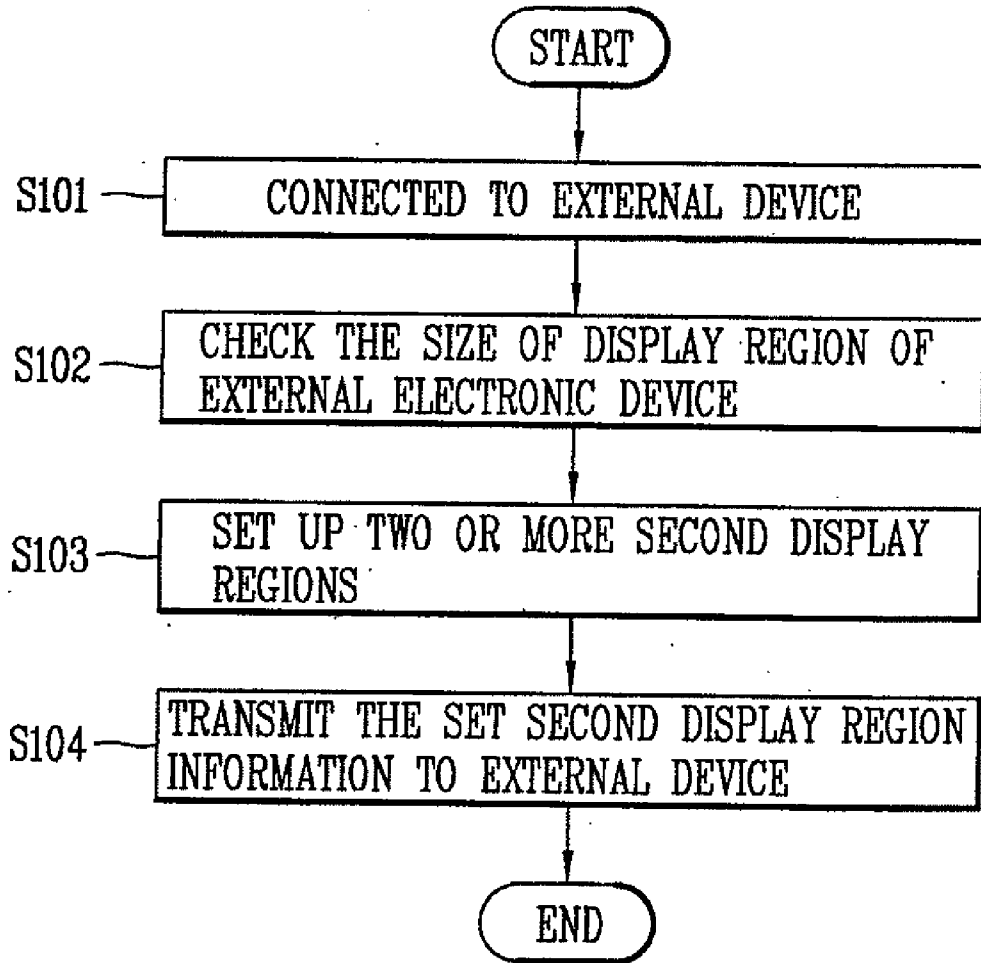 START
S101
CONNECTED TO EXTERNAL DEVICE
S102
CHECK THE SIZE OF DISPLAY REGION OF
EXTERNAL ELECTRONIC DEVICE
S103
SET UP TWO OR MORE SECOND DISPLAY
REGIONS
S104
TRANSMIT THE SET SECOND DISPLAY REGION
INFORMATION TO EXTERNAL DEVICE
END